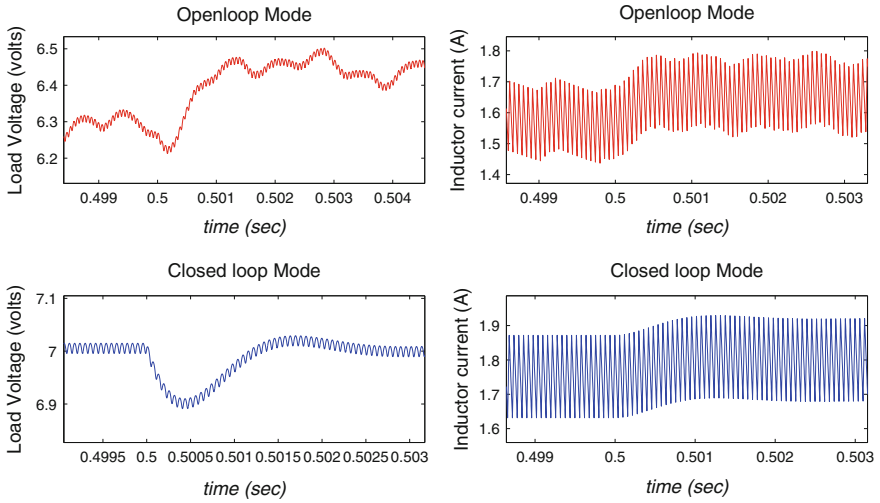 Openloop Mode
Load Voltage (volts)
6.5
6.4
6.3
6.2
0.499 0.5 0.501 0.502 0.503 0.504
time (sec)
Openloop Mode
Inductor current (A)
1.8
1.7
1.6
1.5
1.4
0.499 0.5 0.501 0.502 0.503
time (sec)
Closed loop Mode
Load Voltage (volts)
7.1
7
6.9
0.4995 0.5 0.5005 0.501 0.5015 0.502 0.5025 0.503
time (sec)
Closed loop Mode
Inductor current (A)
1.9
1.8
1.7
1.6
0.499 0.5 0.501 0.502 0.503
time (sec)